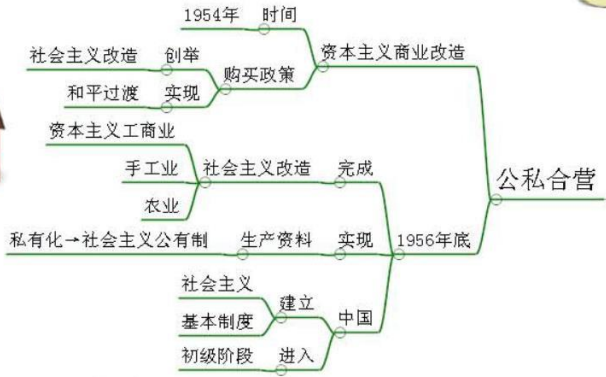 1954年 时间
社会主义改造 创举 资本主义商业改造
购买政策
和平过渡 实现
资本主义工商业
手工业 社会主义改造 完成
公私合营
农业
私有化→社会主义公有制 生产资料 实现 1956年底
社会主义
建立
基本制度 中国
初级阶段 进入